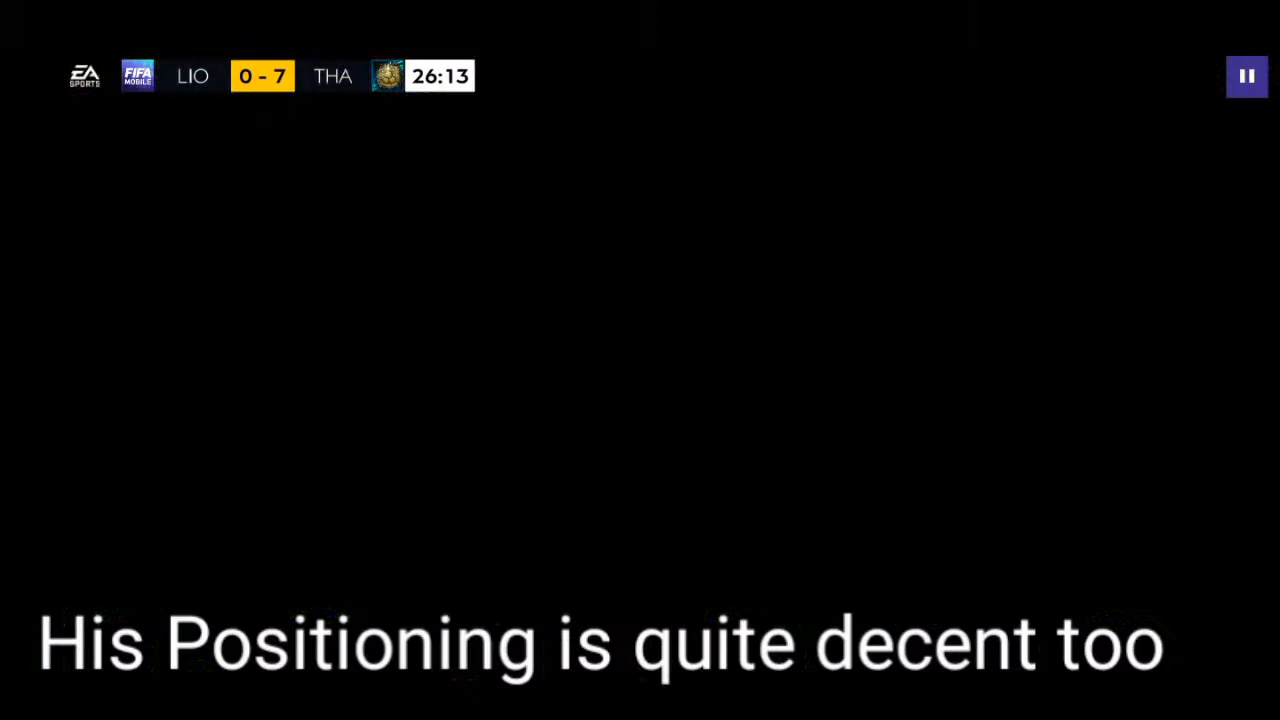 EA SPORTS FIFA MOBILE LIO 0 - 7 THA 26:13
His Positioning is quite decent too